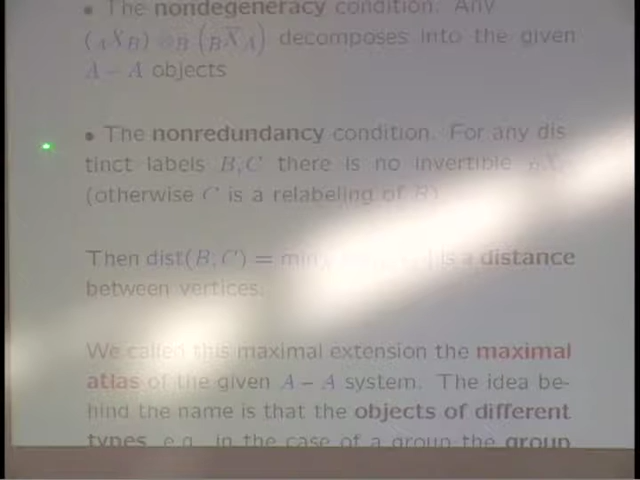 • The nondegeneracy condition. Any
(AXB) ⊗B (BX̅A) decomposes into the given
A − A objects
• The nonredundancy condition. For any dis-
tinct labels B, C there is no invertible BX
(otherwise C is a relabeling of B)
Then dist(B, C) = min is a distance
between vertices.
We called this maximal extension the maximal
atlas of the given A − A system. The idea be-
hind the name is that the objects of different
types, e.g. in the case of a group the group